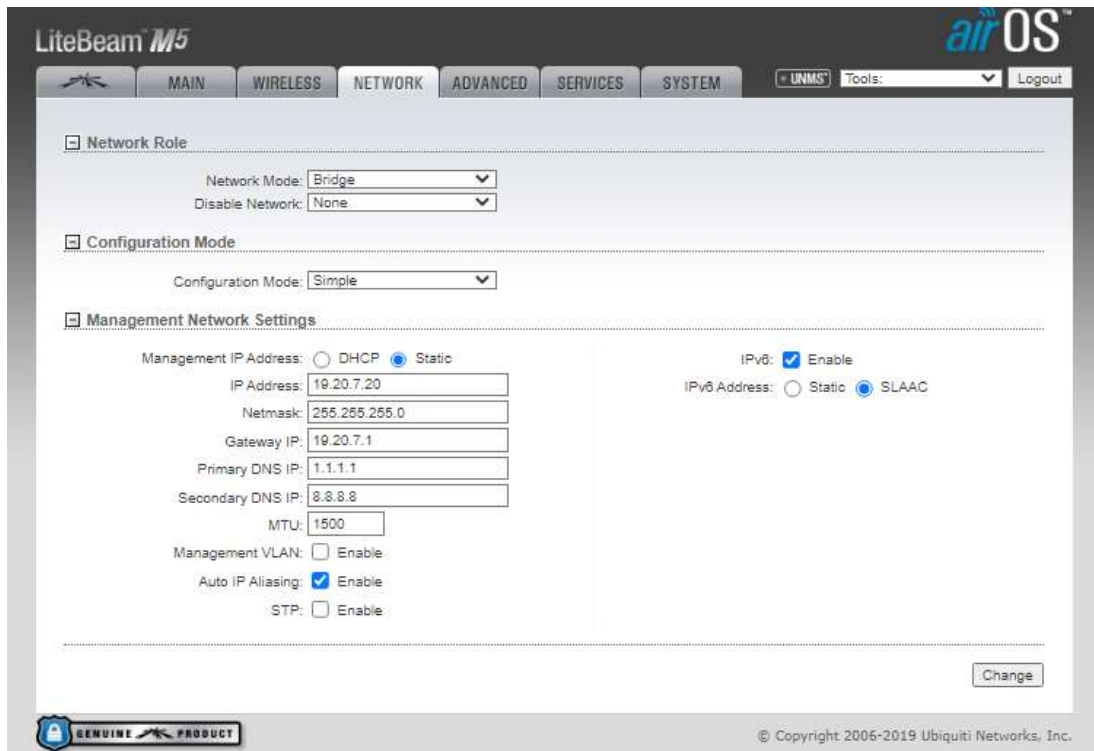 LiteBeam M5
airOS™
MAIN WIRELESS NETWORK ADVANCED SERVICES SYSTEM UNMS Tools: Logout
Network Role
Network Mode: Bridge
Disable Network: None
Configuration Mode
Configuration Mode: Simple
Management Network Settings
Management IP Address: DHCP Static
IP Address: 19.20.7.20
Netmask: 255.255.255.0
Gateway IP: 19.20.7.1
Primary DNS IP: 1.1.1.1
Secondary DNS IP: 8.8.8.8
MTU: 1500
Management VLAN: Enable
Auto IP Aliasing: Enable
STP: Enable
IPv6: Enable
IPv6 Address: Static SLAAC
Change
GENUINE PRODUCT
© Copyright 2006-2019 Ubiquiti Networks, Inc.